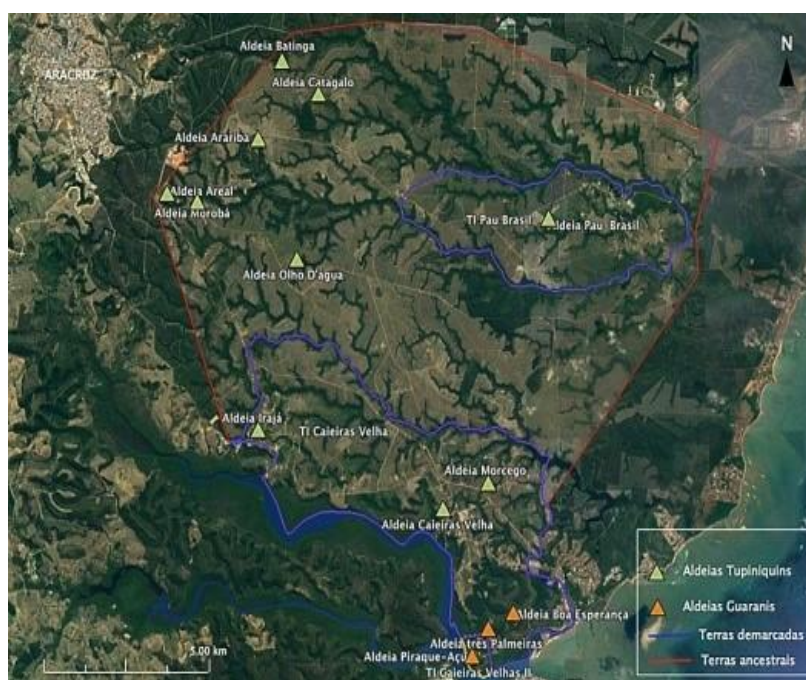 Aldeia Batinga
N
ARACRUZ
Aldeia Catagalo
Aldeia Arariba
Aldeia Areal
Aldeia Morobá
TI Pau Brasil
Aldeia Pau Brasil
Aldeia Olho D'agua
Aldeia Irajá
TI Caieiras Velha
Aldeia Morcego
Aldeia Caieiras Velha
Aldeias Tupiniquins
Aldeias Guaranis
Terras demarcadas
Terras ancestrais
Aldeia Boa Esperança
Aldeia três Palmeiras
5.00 km
Aldeia Piraque-Açu
TI Caieiras Velhas II